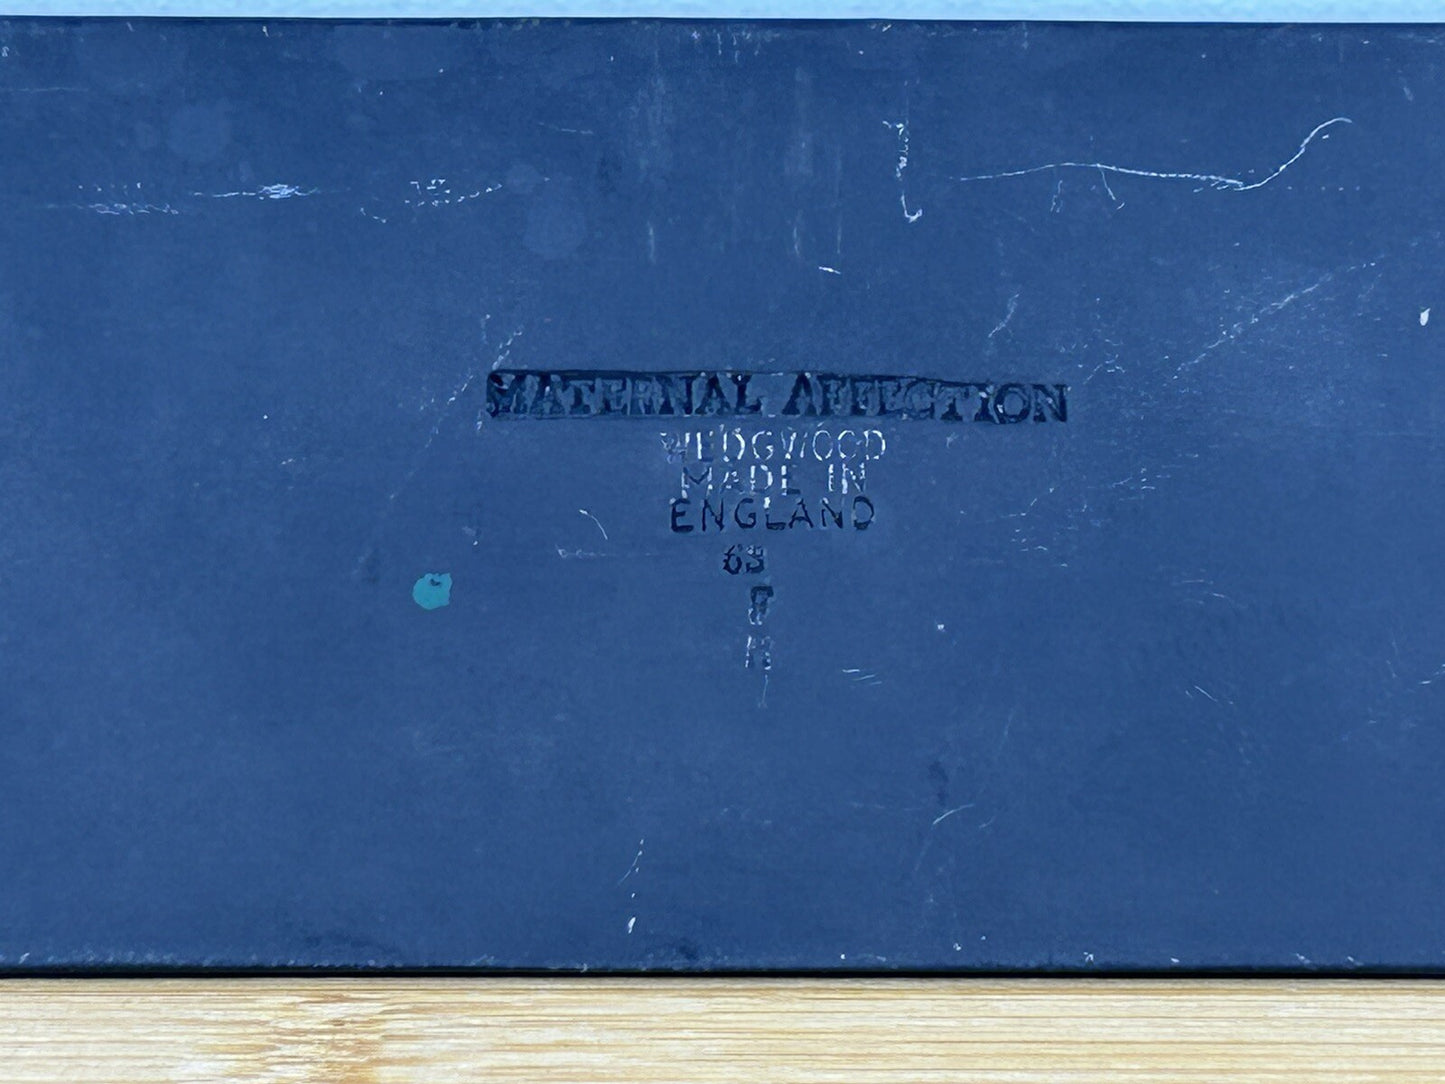 MATERNAL AFFECTION
WEDGWOOD
MADE IN
ENGLAND
63
F
H